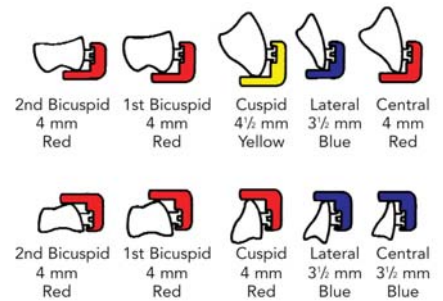 2nd Bicuspid 1st Bicuspid Cuspid Lateral Central
4 mm 4 mm 4½ mm 3½ mm 4 mm
Red Red Yellow Blue Red
2nd Bicuspid 1st Bicuspid Cuspid Lateral Central
4 mm 4 mm 4 mm 3½ mm 3½ mm
Red Red Red Blue Blue